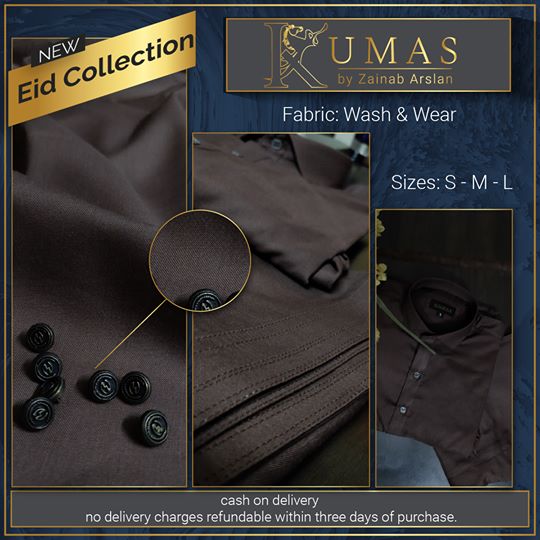 NEW
Eid Collection
KUMAS
by Zainab Arslan
Fabric: Wash & Wear
Sizes: S - M - L
cash on delivery
no delivery charges refundable within three days of purchase.